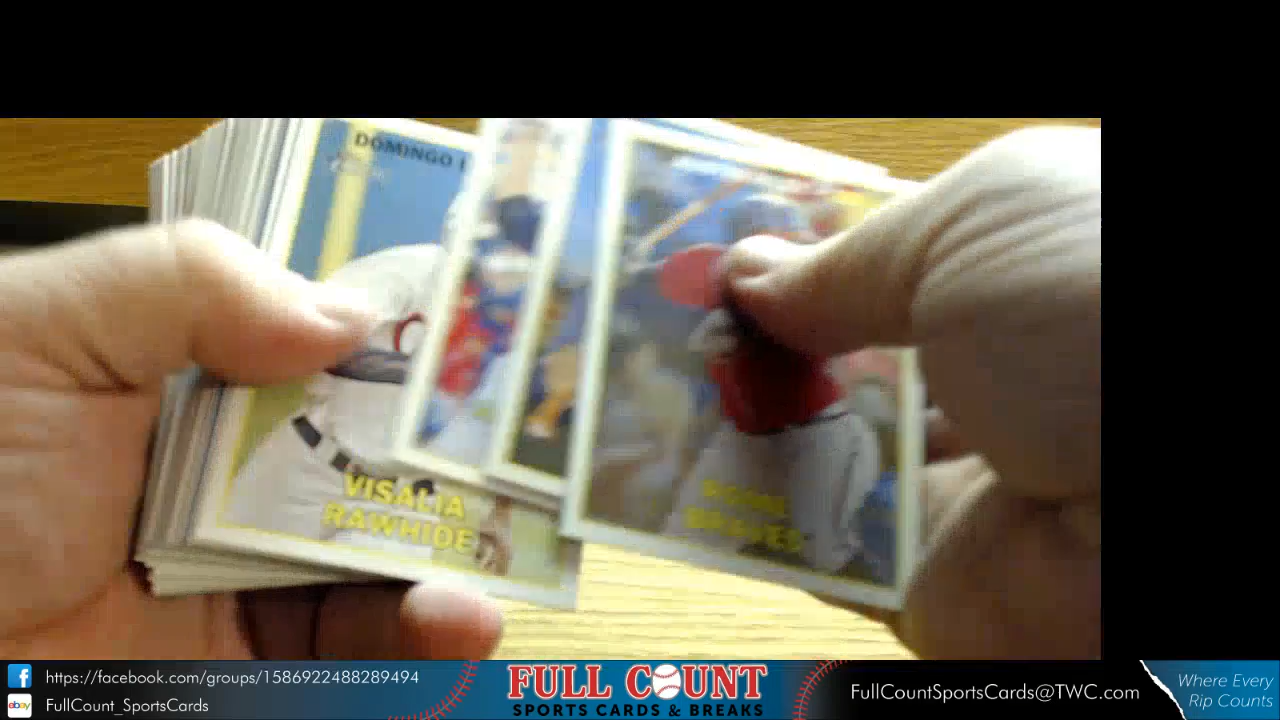 DOMINGO
VISALIA
RAWHIDE
ROME
BRAVES
https://facebook.com/groups/1586922488289494
ebay
FullCount_SportsCards
FULL COUNT
SPORTS CARDS & BREAKS
FullCountSportsCards@TWC.com
Where Every
Rip Counts